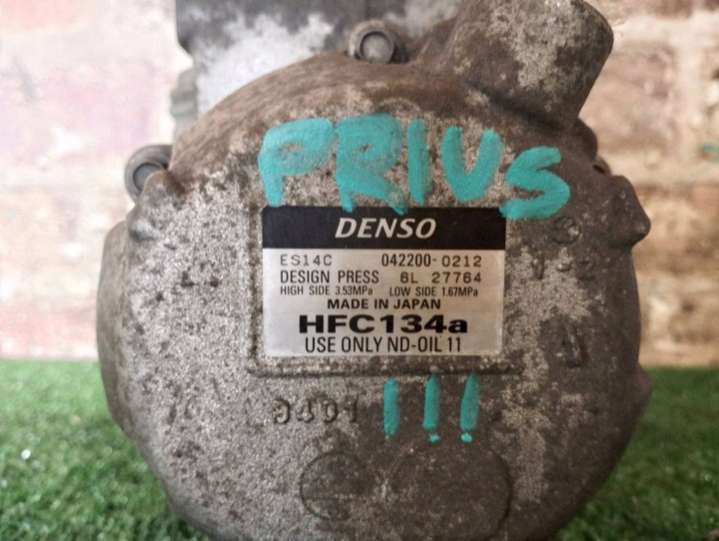 PRIUS
DENSO
ES14C 042200-0212
DESIGN PRESS 6L 27764
HIGH SIDE 3.53MPa LOW SIDE 1.67MPa
MADE IN JAPAN
HFC134a
USE ONLY ND-OIL 11
!!!